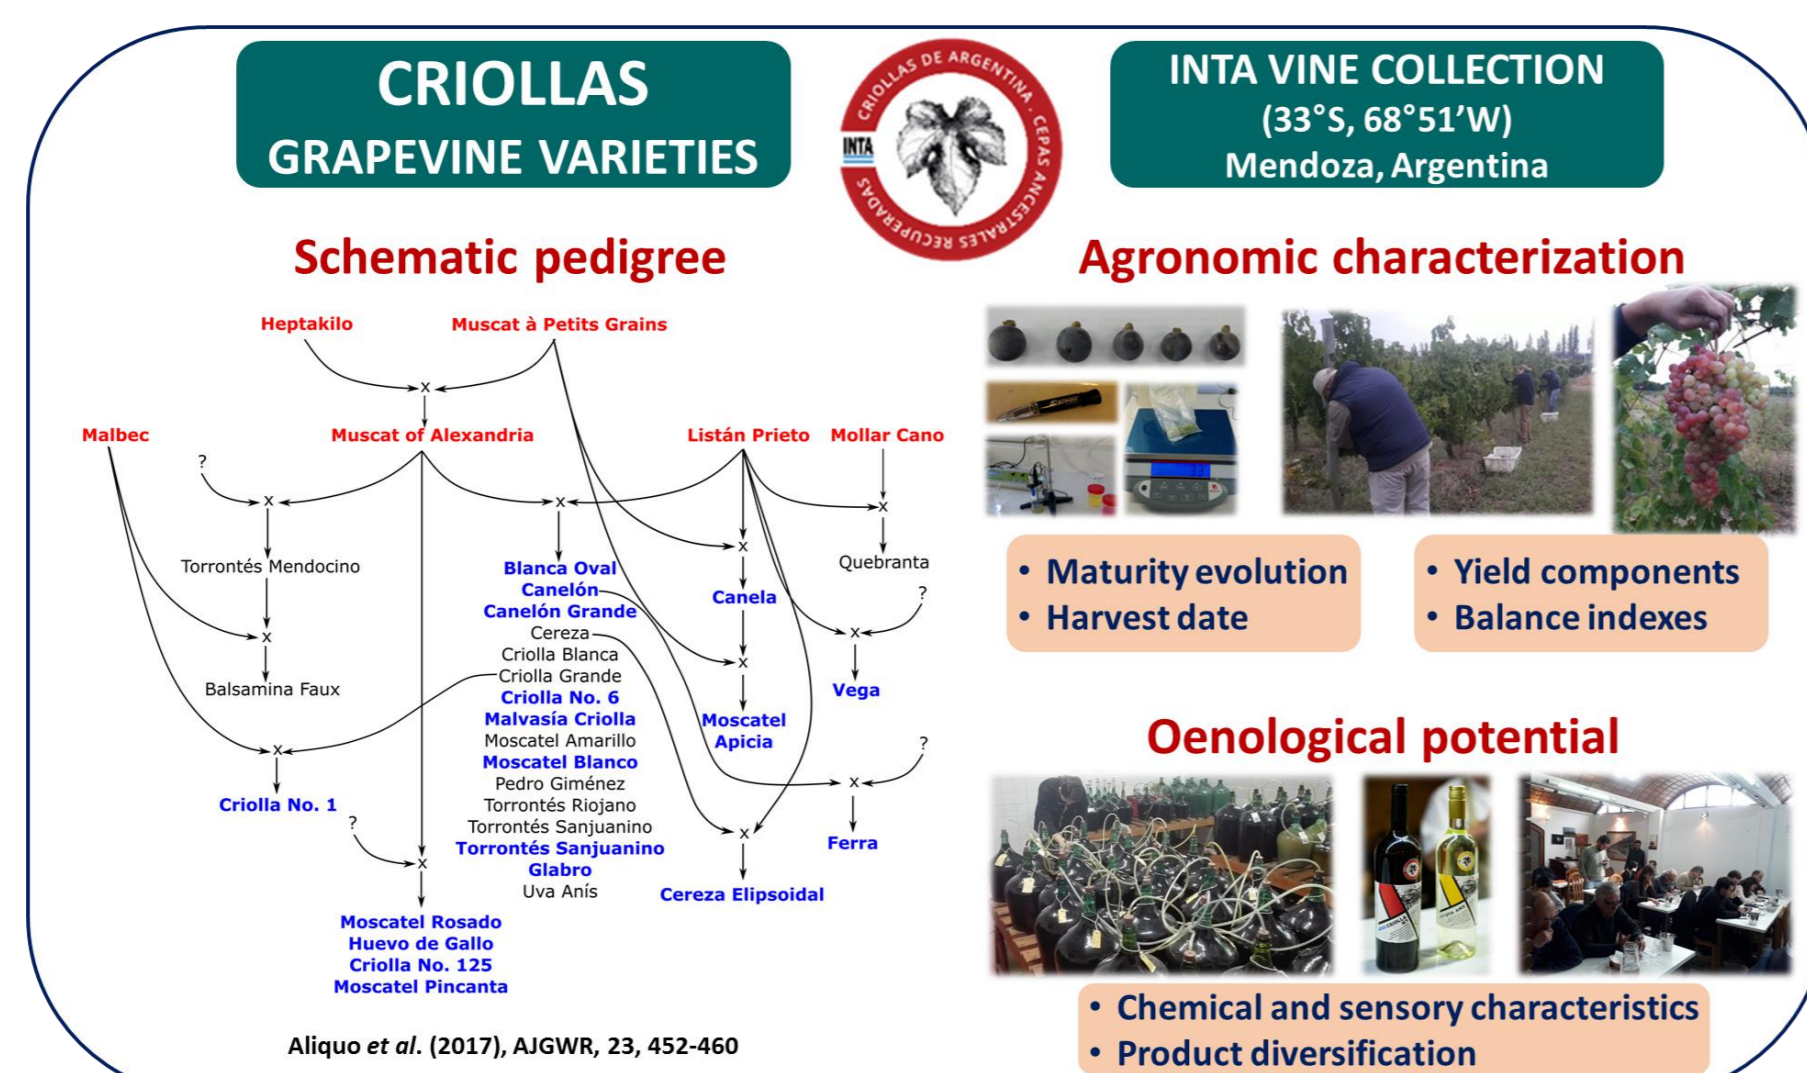 CRIOLLAS
GRAPEVINE VARIETIES
CRIOLLAS DE ARGENTINA . CEPAS ANCESTRALES RECUPERADAS
INTA
INTA VINE COLLECTION
(33°S, 68°51’W)
Mendoza, Argentina
Schematic pedigree
Heptakilo
Muscat à Petits Grains
x
Malbec
Muscat of Alexandria
Listán Prieto
Mollar Cano
?
x
x
x
Torrentés Mendocino
x
Quebranta
Blanca Oval
Canelón
Canelón Grande
Cereza
Criolla Blanca
Criolla Grande
Criolla No. 6
Malvasía Criolla
Moscatel Amarillo
Moscatel Blanco
Pedro Giménez
Torrontés Riojano
Torrontés Sanjuanino
Torrontés Sanjuanino
Glabro
Uva Anís
Canela
?
x
x
x
Balsamina Faux
Vega
Moscatel
Apicia
x
?
x
Criolla No. 1
?
x
x
Ferra
Cereza Elipsoidal
Moscatel Rosado
Huevo de Gallo
Criolla No. 125
Moscatel Pincanta
Aliquo et al. (2017), AJGWR, 23, 452-460
Agronomic characterization
• Maturity evolution
• Harvest date
• Yield components
• Balance indexes
Oenological potential
• Chemical and sensory characteristics
• Product diversification